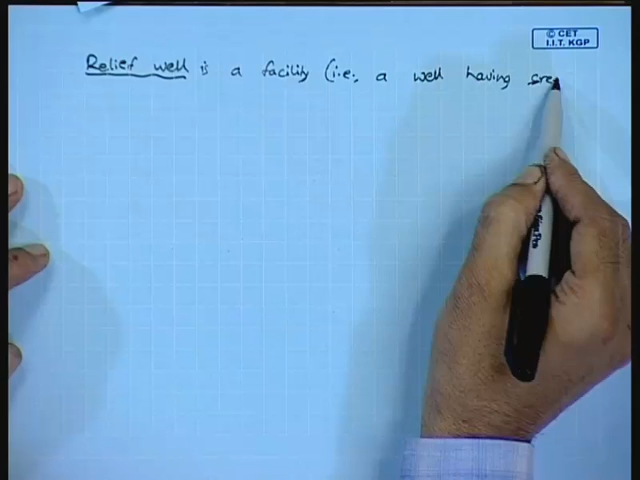 © CET
I.I.T. KGP
Relief well is a facility (i.e., a well having